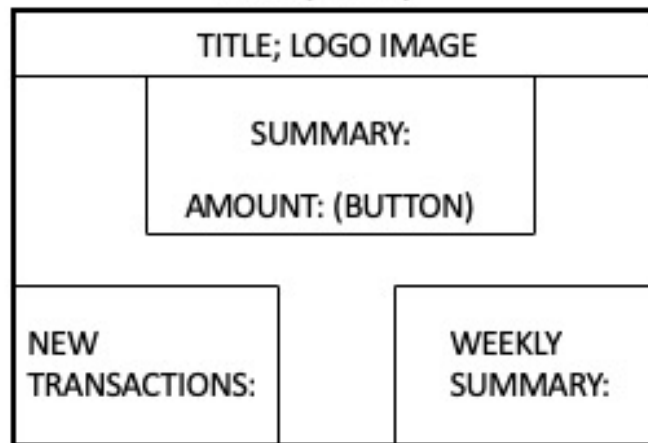 TITLE; LOGO IMAGE
SUMMARY:
AMOUNT: (BUTTON)
NEW
TRANSACTIONS:
WEEKLY
SUMMARY: